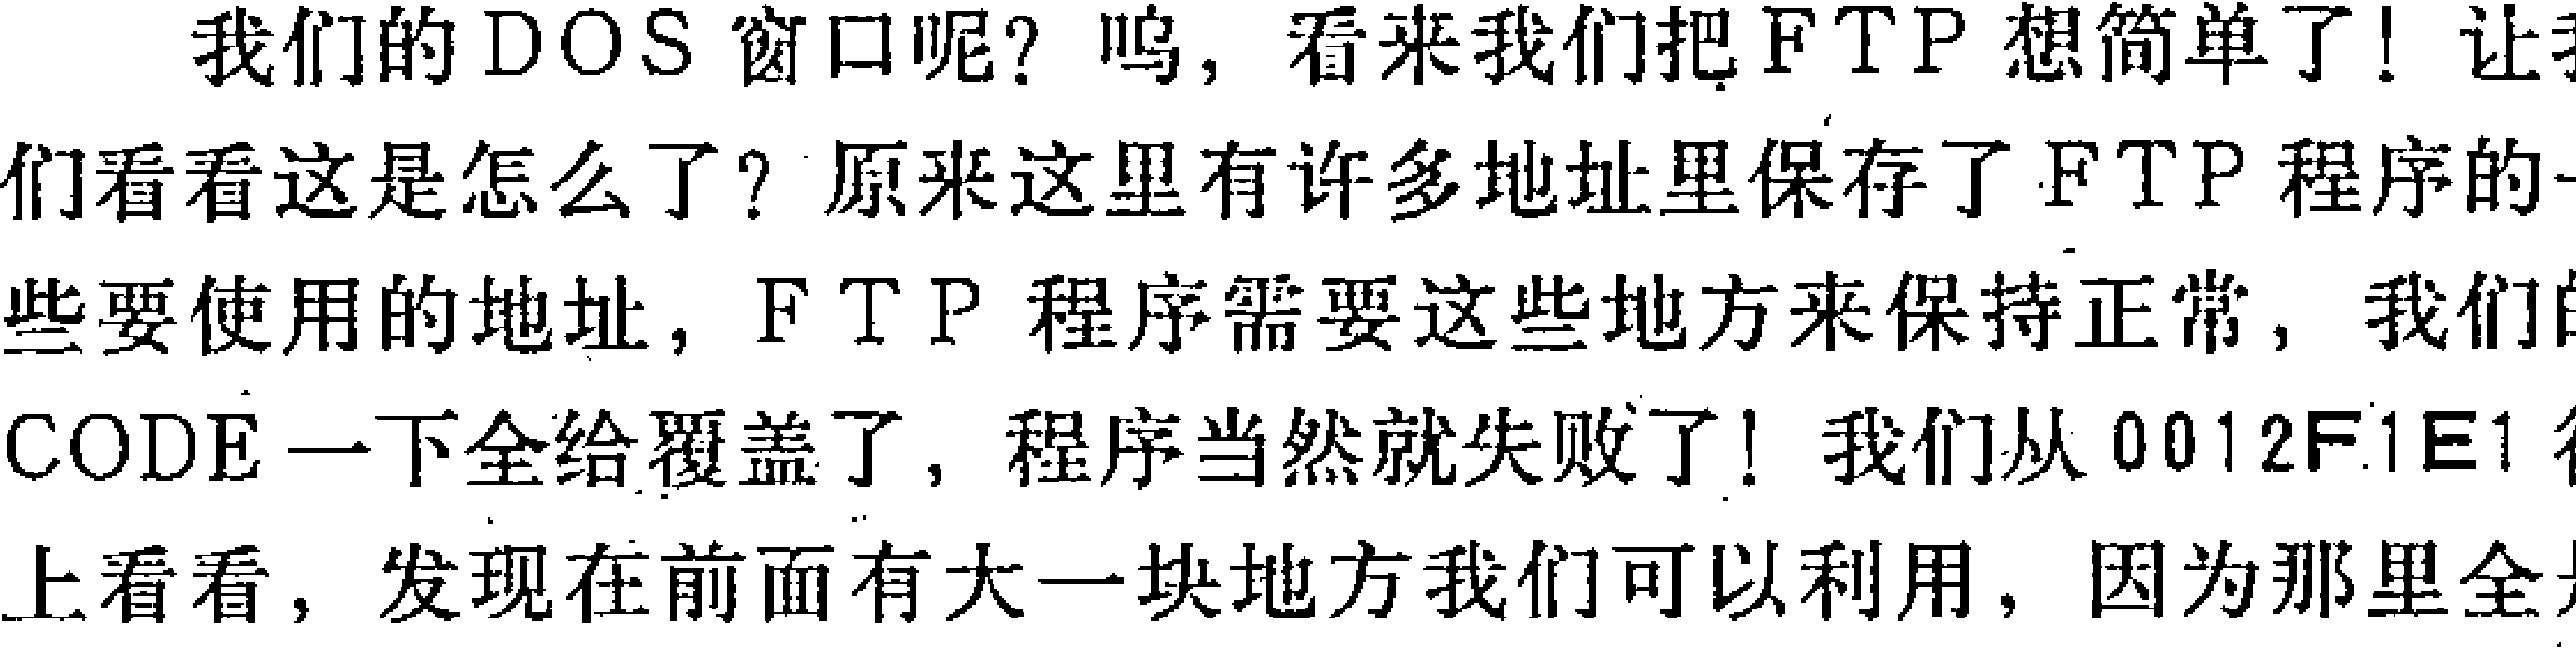 我们的DOS 窗口呢？呜，看来我们把FTP 想简单了！让我
们看看这是怎么了？原来这里有许多地址里保存了FTP 程序的一
些要使用的地址，FTP 程序需要这些地方来保持正常，我们的
CODE一下全给覆盖了，程序当然就失败了！我们从0012F1E1
上看看，发现在前面有大一块地方我们可以利用，因为那里全